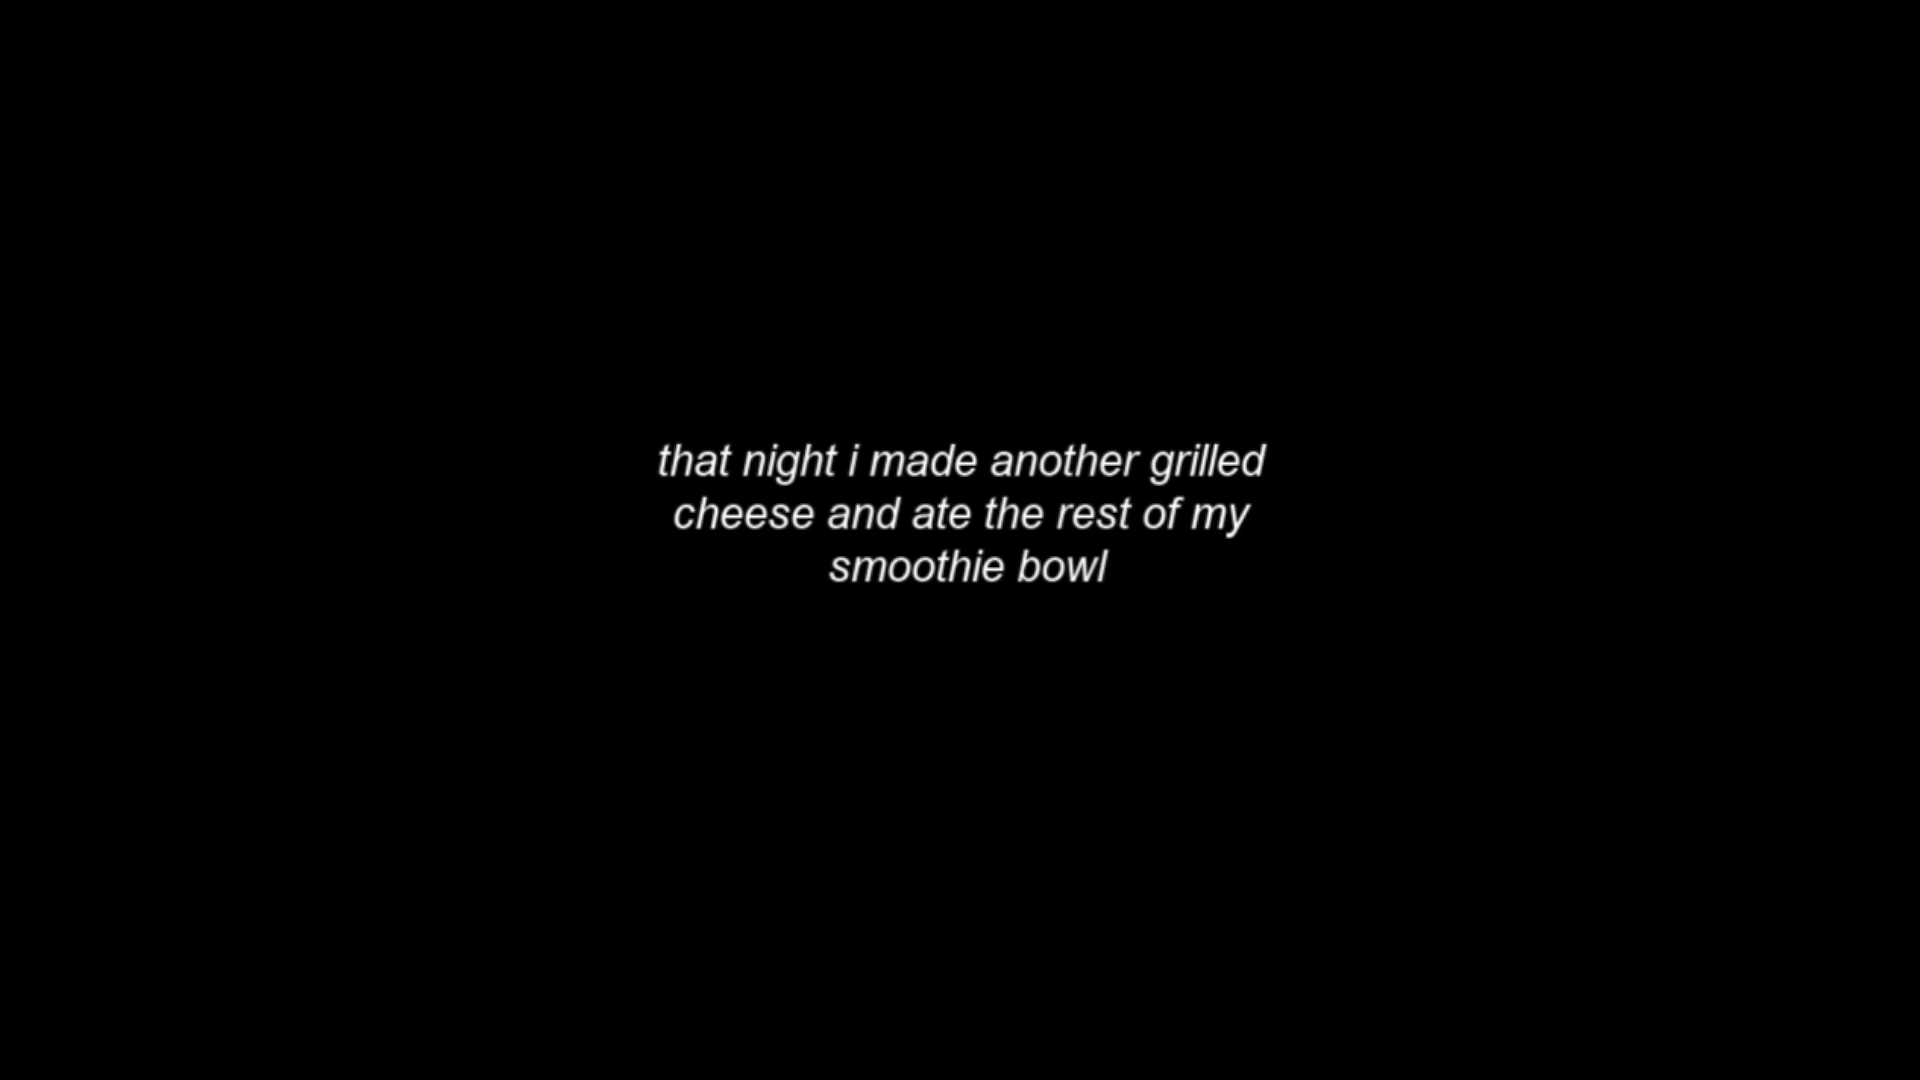 that night i made another grilled
cheese and ate the rest of my
smoothie bowl